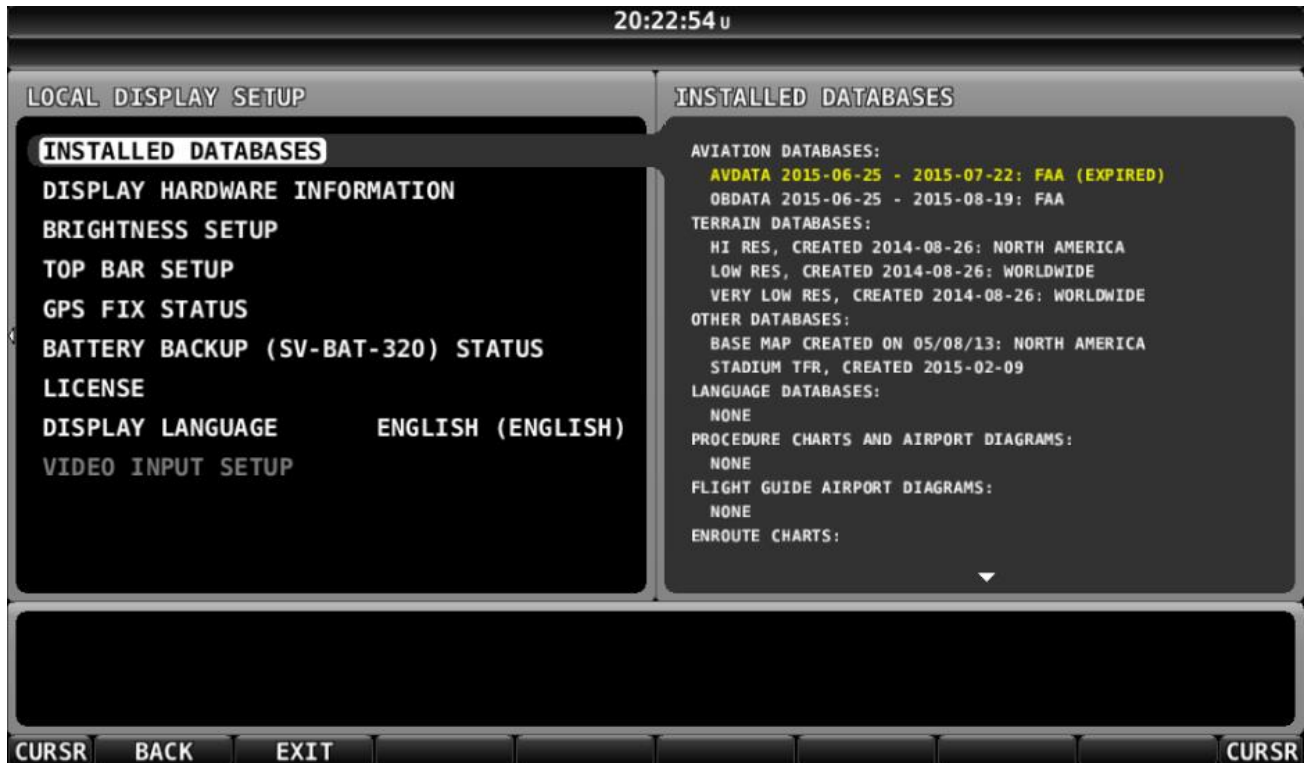 20:22:54 U
LOCAL DISPLAY SETUP
INSTALLED DATABASES
DISPLAY HARDWARE INFORMATION
BRIGHTNESS SETUP
TOP BAR SETUP
GPS FIX STATUS
BATTERY BACKUP (SV-BAT-320) STATUS
LICENSE
DISPLAY LANGUAGE ENGLISH (ENGLISH)
VIDEO INPUT SETUP
INSTALLED DATABASES
AVIATION DATABASES:
AVDATA 2015-06-25 - 2015-07-22: FAA (EXPIRED)
OBDATA 2015-06-25 - 2015-08-19: FAA
TERRAIN DATABASES:
HI RES, CREATED 2014-08-26: NORTH AMERICA
LOW RES, CREATED 2014-08-26: WORLDWIDE
VERY LOW RES, CREATED 2014-08-26: WORLDWIDE
OTHER DATABASES:
BASE MAP CREATED ON 05/08/13: NORTH AMERICA
STADIUM TFR, CREATED 2015-02-09
LANGUAGE DATABASES:
NONE
PROCEDURE CHARTS AND AIRPORT DIAGRAMS:
NONE
FLIGHT GUIDE AIRPORT DIAGRAMS:
NONE
ENROUTE CHARTS:
CURSR BACK EXIT CURSR